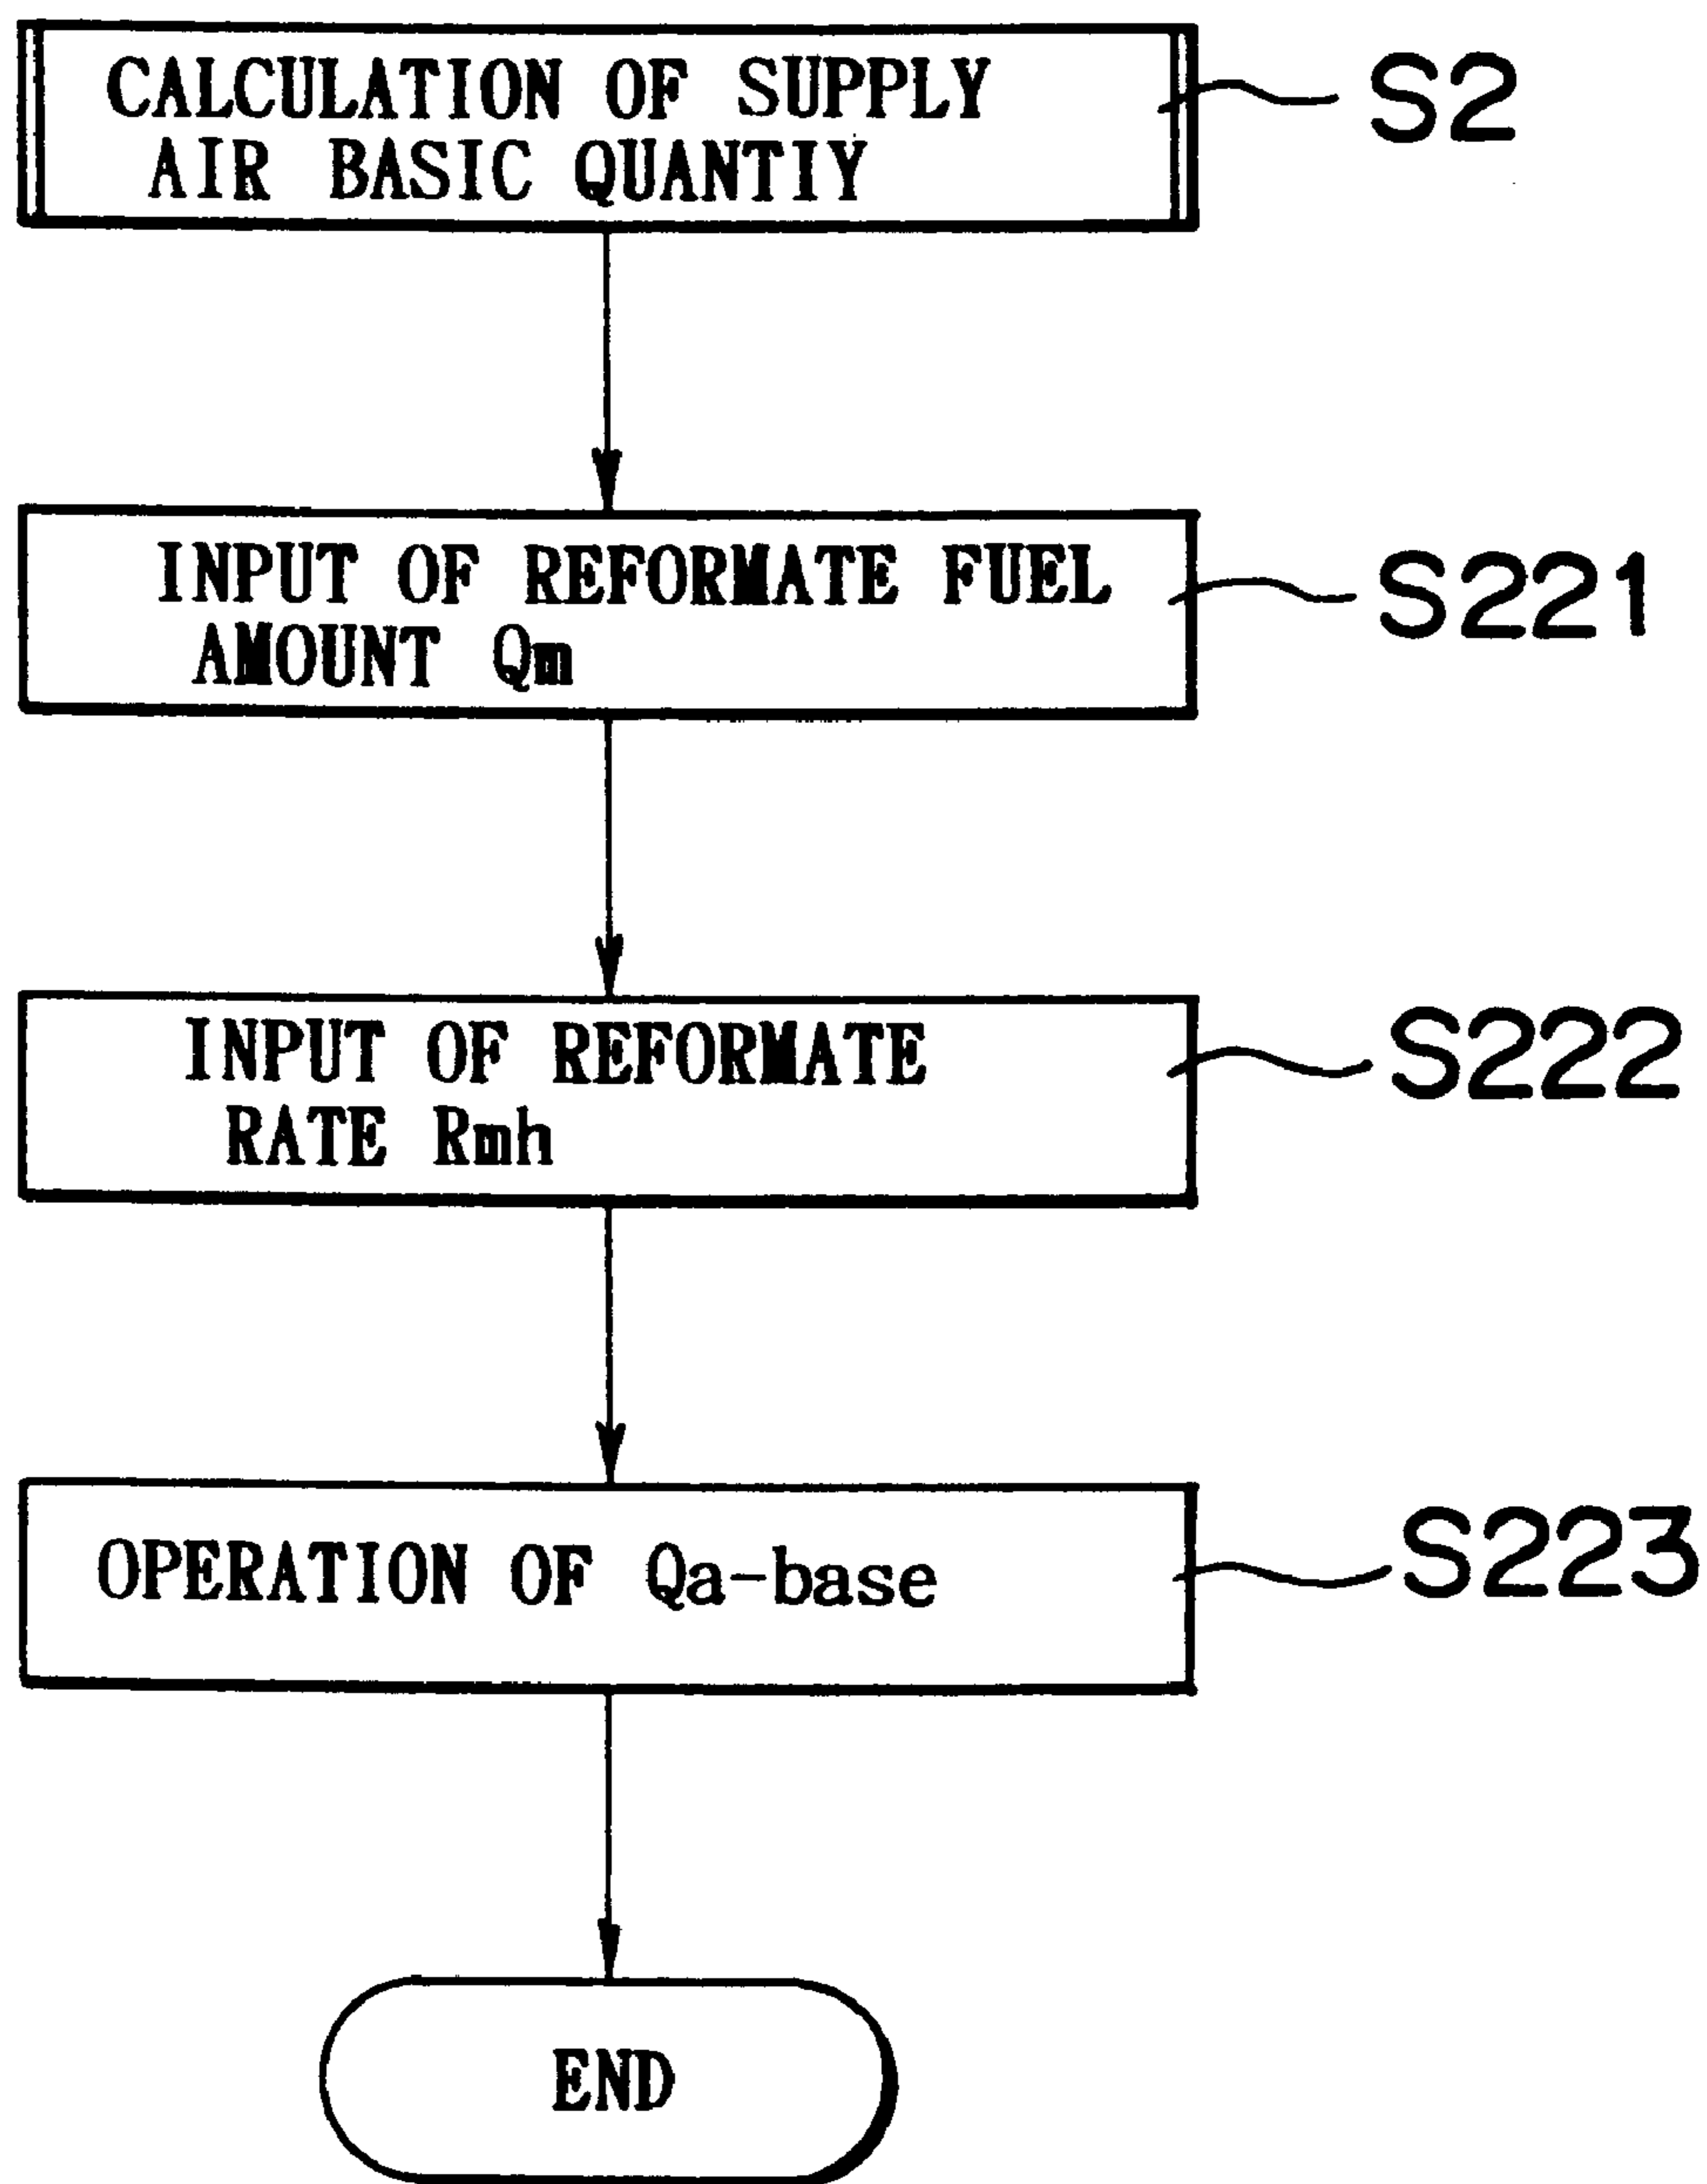 CALCULATION OF SUPPLY
AIR BASIC QUANTIY
S2
INPUT OF REFORMATE FUEL
AMOUNT Qm
S221
INPUT OF REFORMATE
RATE Rmh
S222
OPERATION OF Qa-base
S223
END